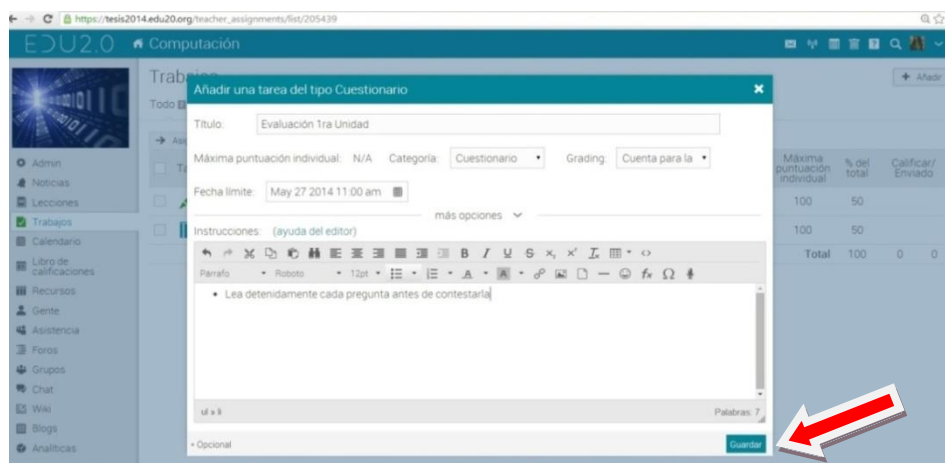 https://tesis2014.edu20.org/teacher_assignments/list/205439
EDU2.0 Computación
Trab
Todo
Añadir
Añadir una tarea del tipo Cuestionario
Título: Evaluación 1ra Unidad
Máxima puntuación individual: N/A Categoría: Cuestionario Grading: Cuenta para la
Fecha límite: May 27 2014 11:00 am
más opciones
Instrucciones: (ayuda del editor)
Parrafo Roboto 12pt
• Lea detenidamente cada pregunta antes de contestarla
ul » li
Palabras: 7
Opcional
Guardar
Admin
Noticias
Lecciones
Trabajos
Calendario
Libro de
calificaciones
Recursos
Gente
Asistencia
Foros
Grupos
Chat
Wiki
Blogs
Analíticas
Máxima
puntuación
individual
% del
total
Calificar/
Enviado
100 50
100 50
Total 100 0 0